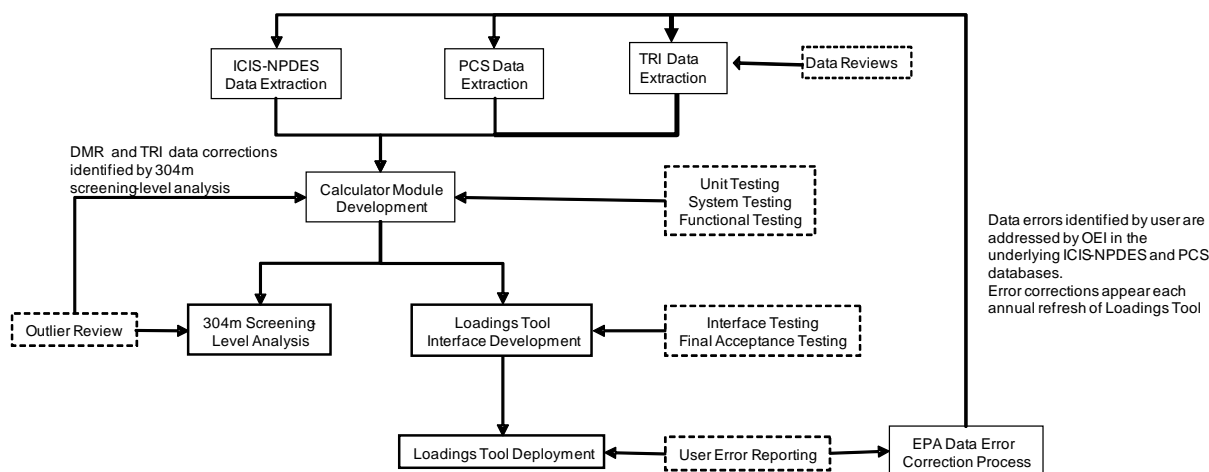 ICIS-NPDES
Data Extraction
PCS Data
Extraction
TRI Data
Extraction
Data Reviews
DMR and TRI data corrections
identified by 304m
screening-level analysis
Calculator Module
Development
Unit Testing
System Testing
Functional Testing
Data errors identified by user are
addressed by OEI in the
underlying ICIS-NPDES and PCS
databases.
Error corrections appear each
annual refresh of Loadings Tool
Outlier Review
304m Screening-
Level Analysis
Loadings Tool
Interface Development
Interface Testing
Final Acceptance Testing
Loadings Tool Deployment
User Error Reporting
EPA Data Error
Correction Process